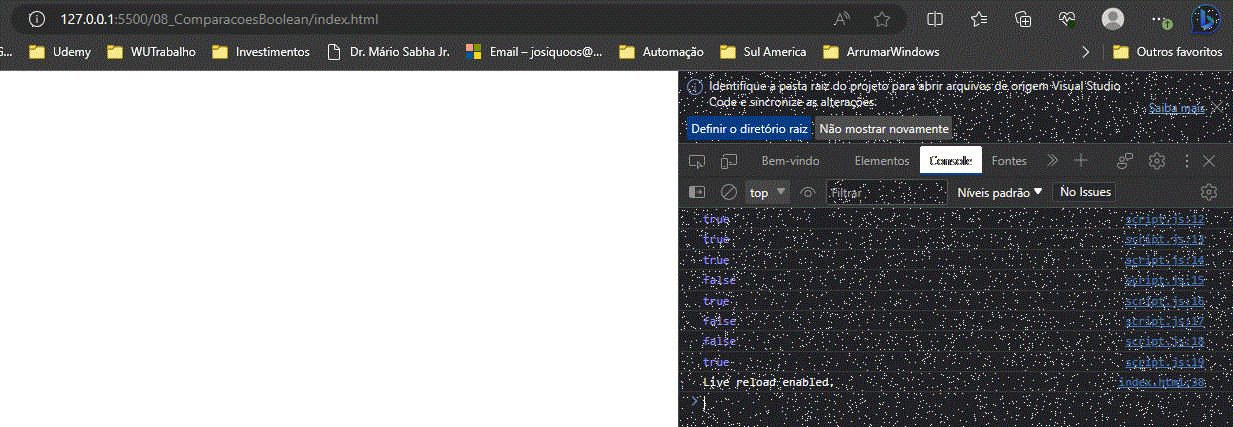 127.0.0.1:5500/08_ComparacoesBoolean/index.html
G... Udemy WUTrabalho Investimentos Dr. Mário Sabha Jr. Email – josiquoos@... Automação Sul America ArrumarWindows Outros favoritos
Identifique a pasta raiz do projeto para abrir arquivos de origem Visual Studio
Code e sincronize as alterações.
Saiba mais
Definir o diretório raiz Não mostrar novamente
Bem-vindo Elementos Console Fontes
top Filtrar Níveis padrão No Issues
true script.js:12
true script.js:13
true script.js:14
false script.js:15
true script.js:16
false script.js:17
false script.js:18
true script.js:19
Live reload enabled. index.html:38